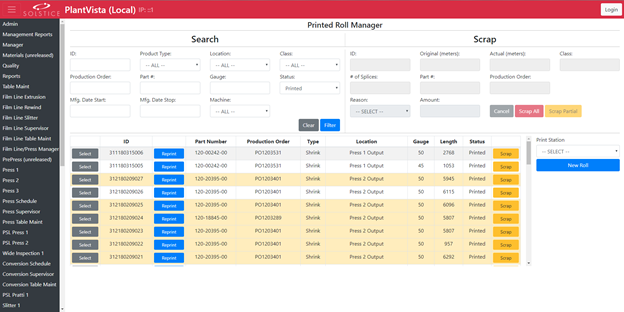 SOLSTICE PlantVista (Local) IP: ::1 Login
Admin
Management Reports
Manager
Materials (unreleased)
Quality
Reports
Table Maint
Film Line Extrusion
Film Line Rewind
Film Line Slitter
Film Line Supervisor
Film Line Table Maint
Film Line/Press Manager
PrePress (unreleased)
Press 1
Press 2
Press 3
Press Schedule
Press Supervisor
Press Table Maint
PSL Press 1
PSL Press 2
Wide Inspection 1
Conversion Schedule
Conversion Supervisor
Conversion Table Maint
PSL Pratti 1
Slitter 1
Printed Roll Manager
Search
ID: Product Type: Location: Class:
-- ALL -- -- ALL -- -- ALL --
Production Order: Part #: Gauge: Status:
Printed
Mfg. Date Start: Mfg. Date Stop: Machine:
-- ALL --
Clear Filter
Scrap
ID: Original (meters): Actual (meters): Class:
# of Splices: Part #: Production Order:
Reason: Amount:
-- SELECT -- Cancel Scrap All Scrap Partial
ID Part Number Production Order Type Location Gauge Length Status
Select 311180315006 Reprint 120-00242-00 PO1203531 Shrink Press 1 Output 50 2768 Printed Scrap
Select 311180315005 Reprint 120-00242-00 PO1203531 Shrink Press 1 Output 45 1053 Printed Scrap
Select 312180209027 Reprint 120-20395-00 PO1203401 Shrink Press 2 Output 50 5945 Printed Scrap
Select 312180209026 Reprint 120-20395-00 PO1203401 Shrink Press 2 Output 50 6115 Printed Scrap
Select 312180209025 Reprint 120-20395-00 PO1203401 Shrink Press 2 Output 50 6096 Printed Scrap
Select 312180209024 Reprint 120-18845-00 PO1203289 Shrink Press 2 Output 50 5807 Printed Scrap
Select 312180209023 Reprint 120-20395-00 PO1203401 Shrink Press 2 Output 50 5807 Printed Scrap
Select 312180209022 Reprint 120-20395-00 PO1203401 Shrink Press 2 Output 50 957 Printed Scrap
Select 312180209021 Reprint 120-20395-00 PO1203401 Shrink Press 2 Output 50 6292 Printed Scrap
Print Station
-- SELECT --
New Roll